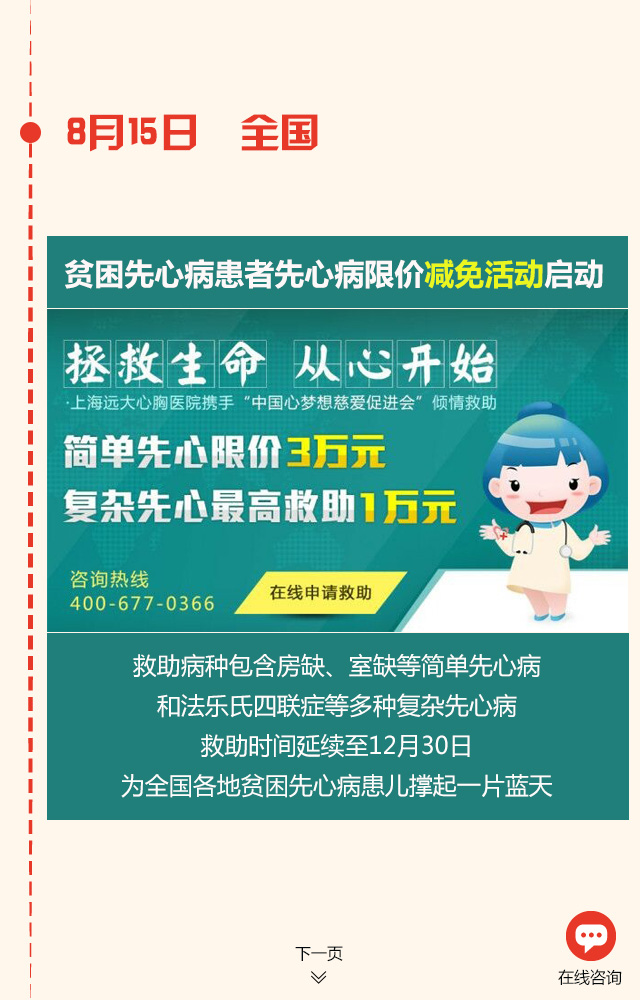 8月15日 全国
贫困先心病患者先心病限价减免活动启动
拯救生命 从心开始
·上海远大心胸医院携手“中国心梦想慈爱促进会”倾情救助
简单先心限价3万元
复杂先心最高救助1万元
咨询热线
400-677-0366
在线申请救助
救助病种包含房缺、室缺等简单先心病
和法乐氏四联症等多种复杂先心病
救助时间延续至12月30日
为全国各地贫困先心病患儿撑起一片蓝天
下一页
在线咨询